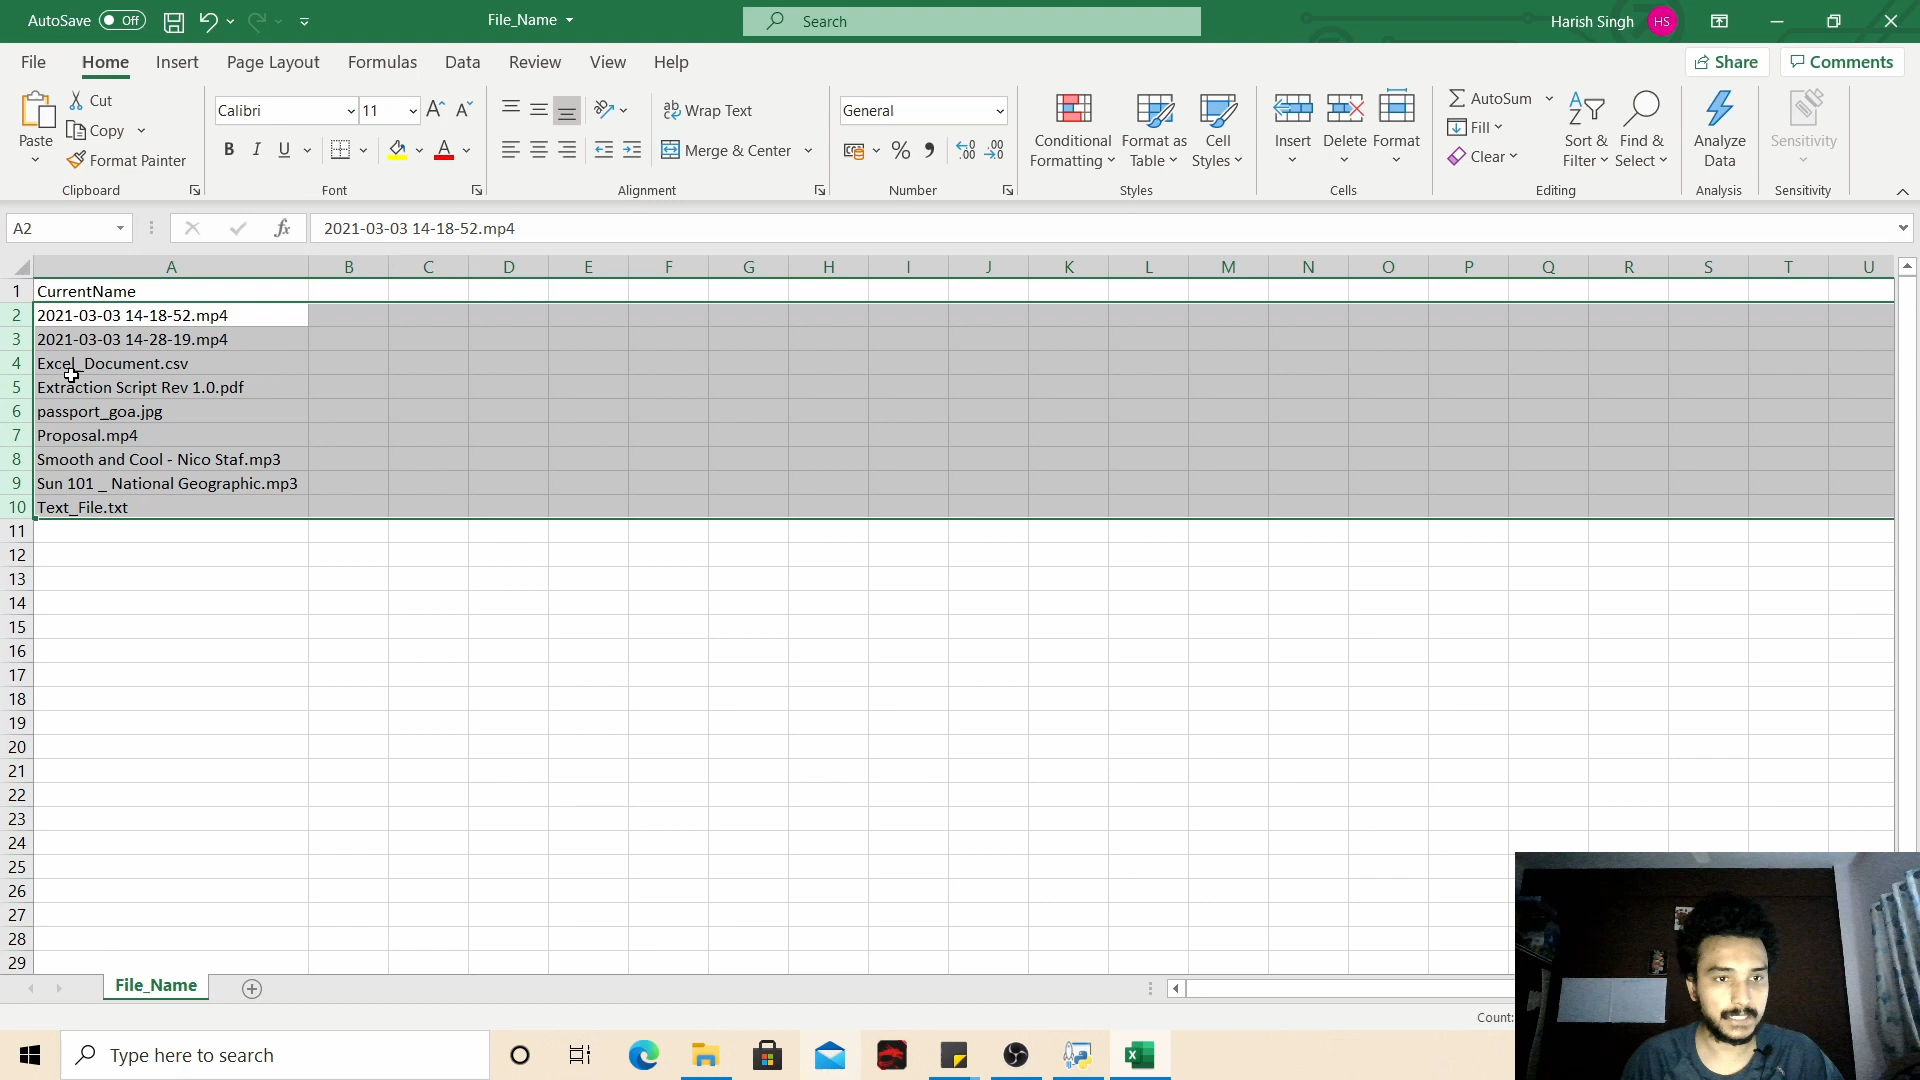 AutoSave Off File_Name Search Harish Singh HS
File Home Insert Page Layout Formulas Data Review View Help Share Comments
Paste Cut Copy Format Painter
Clipboard
Calibri 11
B I U A
Font
Wrap Text
Merge & Center
Alignment
General
%
Number
Conditional Formatting
Format as Table
Cell Styles
Styles
Insert Delete Format
Cells
AutoSum
Fill
Clear
Sort & Filter
Find & Select
Editing
Analyze Data
Analysis
Sensitivity
Sensitivity
A2 fx 2021-03-03 14-18-52.mp4
A B C D E F G H I J K L M N O P Q R S T U
1 CurrentName
2 2021-03-03 14-18-52.mp4
3 2021-03-03 14-28-19.mp4
4 Excel_Document.csv
5 Extraction Script Rev 1.0.pdf
6 passport_goa.jpg
7 Proposal.mp4
8 Smooth and Cool - Nico Staf.mp3
9 Sun 101 _ National Geographic.mp3
10 Text_File.txt
11
12
13
14
15
16
17
18
19
20
21
22
23
24
25
26
27
28
29
File_Name
Count:
Type here to search